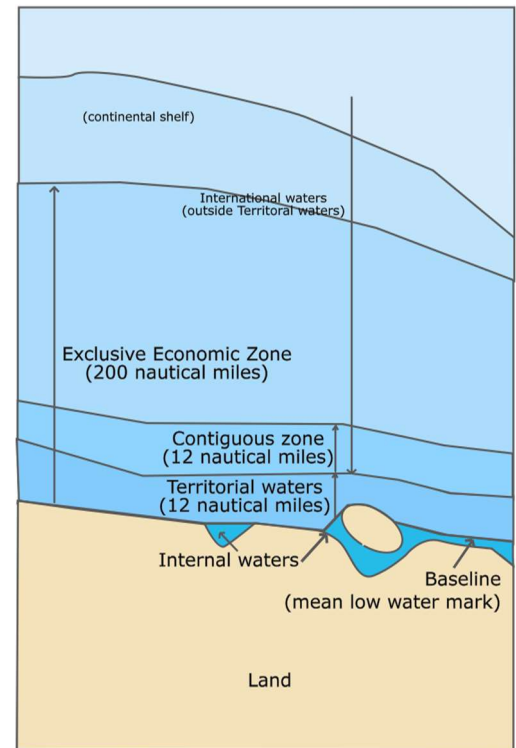 (continental shelf)
International waters
(outside Territoral waters)
Exclusive Economic Zone
(200 nautical miles)
Contiguous zone
(12 nautical miles)
Territorial waters
(12 nautical miles)
Internal waters
Baseline
(mean low water mark)
Land